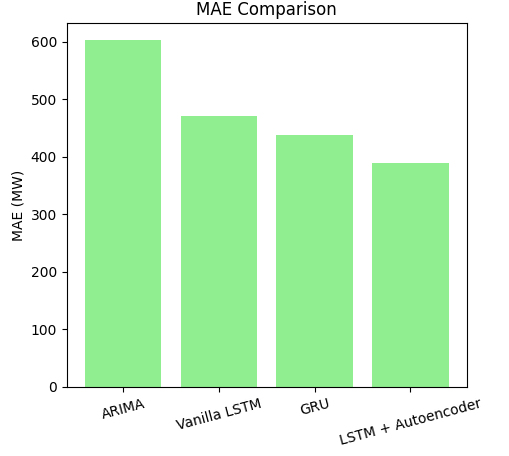 MAE Comparison
MAE (MW)
600
500
400
300
200
100
0
ARIMA
Vanilla LSTM
GRU
LSTM + Autoencoder